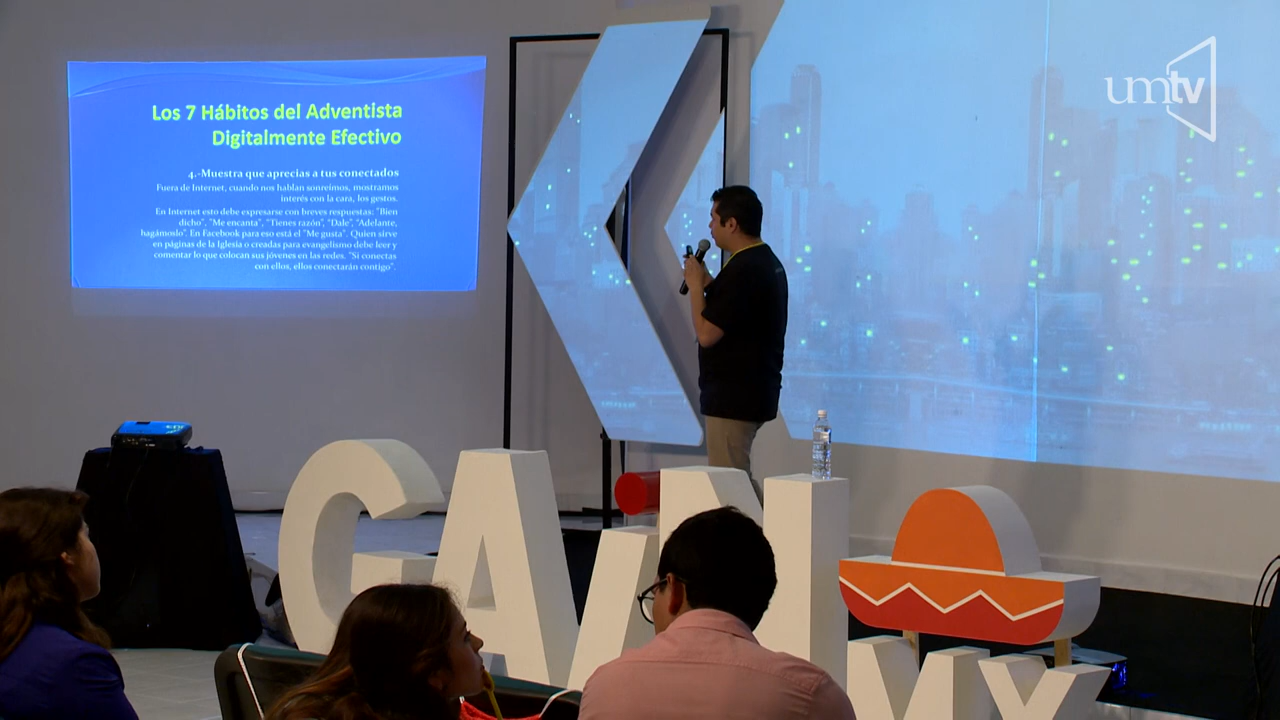 Los 7 Hábitos del Adventista
Digitalmente Efectivo
4.-Muestra que aprecias a tus conectados
Fuera de Internet, cuando nos hablan sonreímos, mostramos
interés con la cara, los gestos.
En Internet esto debe expresarse con breves respuestas: "Bien
dicho", "Me encanta", "Tienes razón", "Dale", "Adelante,
hagámoslo". En Facebook para eso está el "Me gusta". Quien sirve
en páginas de la Iglesia o creadas para evangelismo debe leer y
comentar lo que colocan sus jóvenes en las redes. "Si conectas
con ellos, ellos conectarán contigo".
umtv
GAiN
MX